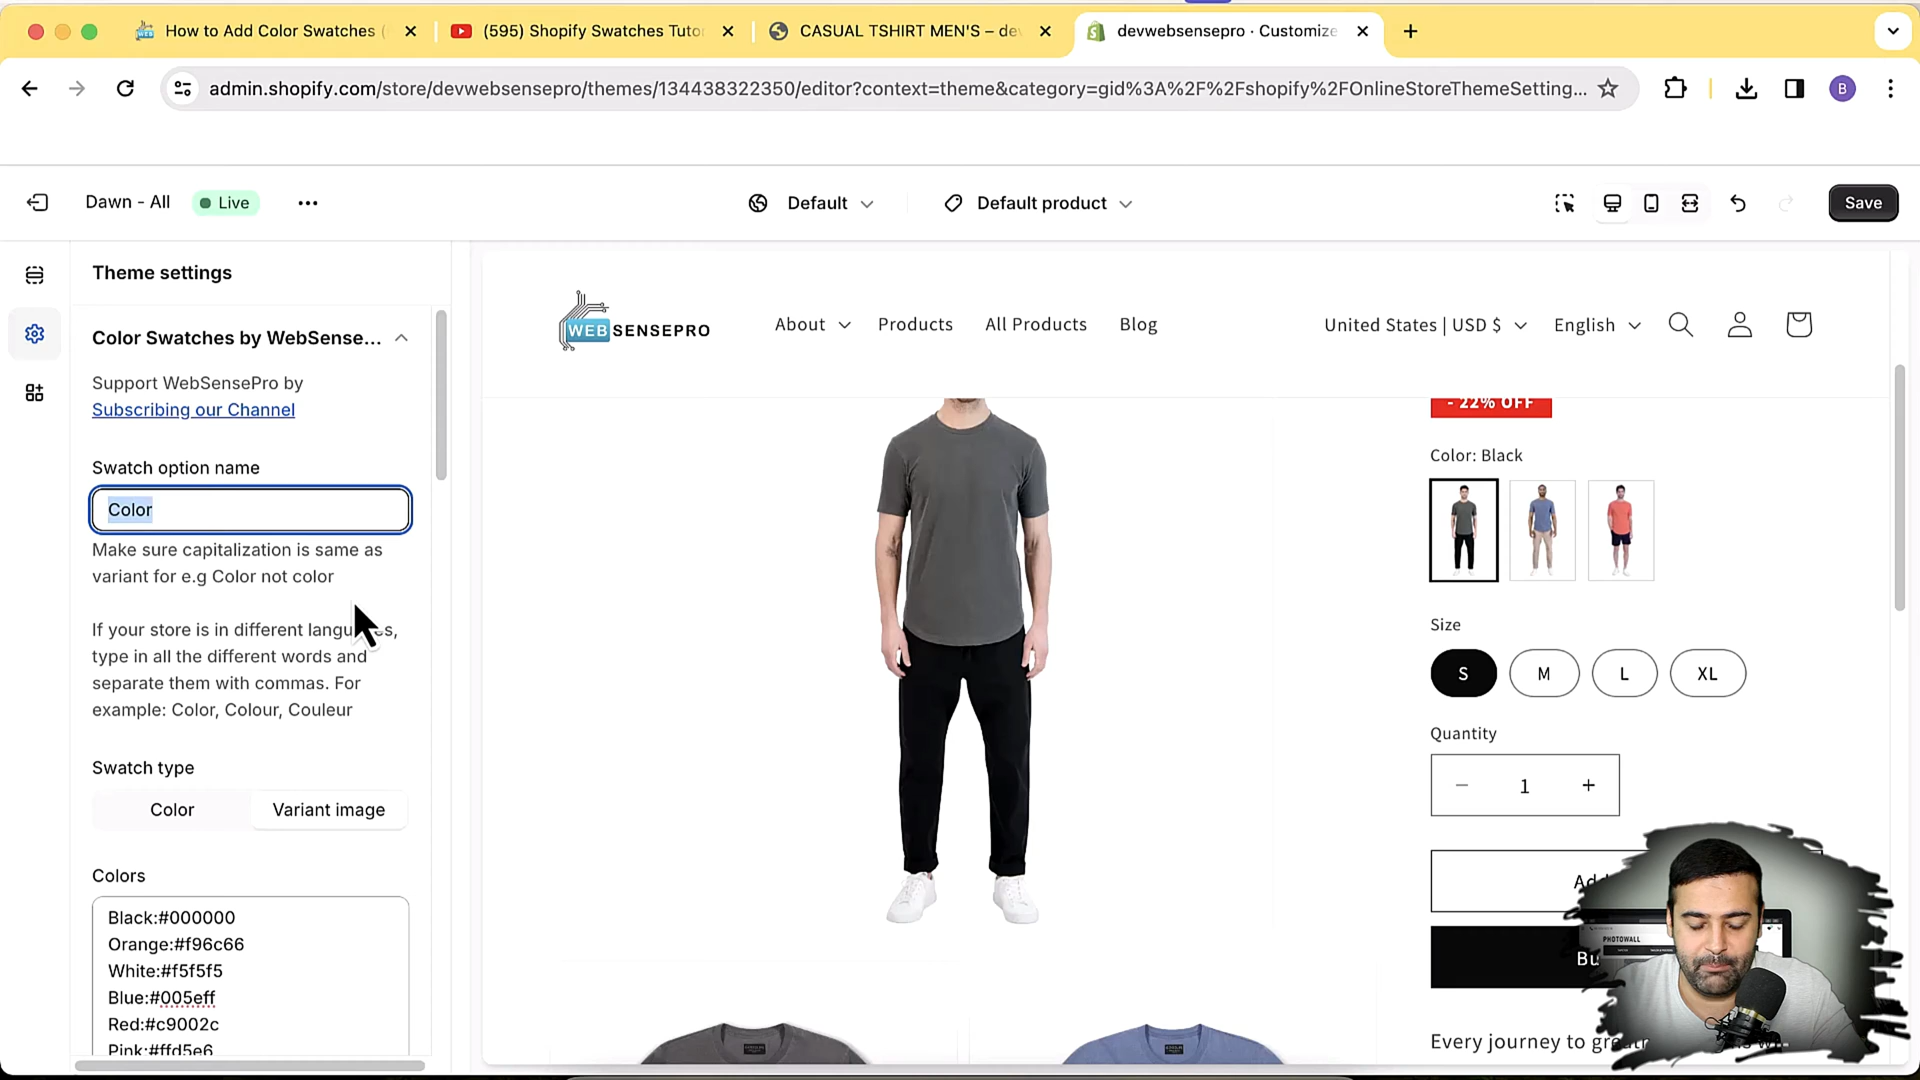 How to Add Color Swatches (
(595) Shopify Swatches Tutor
CASUAL TSHIRT MEN'S – de
devwebsensepro · Customize
admin.shopify.com/store/devwebsensepro/themes/134438322350/editor?context=theme&category=gid%3A%2F%2Fshopify%2FOnlineStoreThemeSetting...
B
Dawn - All
Live
Default
Default product
Save
Theme settings
Color Swatches by WebSense...
Support WebSensePro by
Subscribing our Channel
Swatch option name
Color
Make sure capitalization is same as
variant for e.g Color not color
If your store is in different languages,
type in all the different words and
separate them with commas. For
example: Color, Colour, Couleur
Swatch type
Color
Variant image
Colors
Black:#000000
Orange:#f96c66
White:#f5f5f5
Blue:#005eff
Red:#c9002c
Pink:#ffd5e6
WEBSENSEPRO
About
Products
All Products
Blog
United States | USD $
English
- 22% OFF
Color: Black
Size
S
M
L
XL
Quantity
1
PHOTOWALL
Every journey to